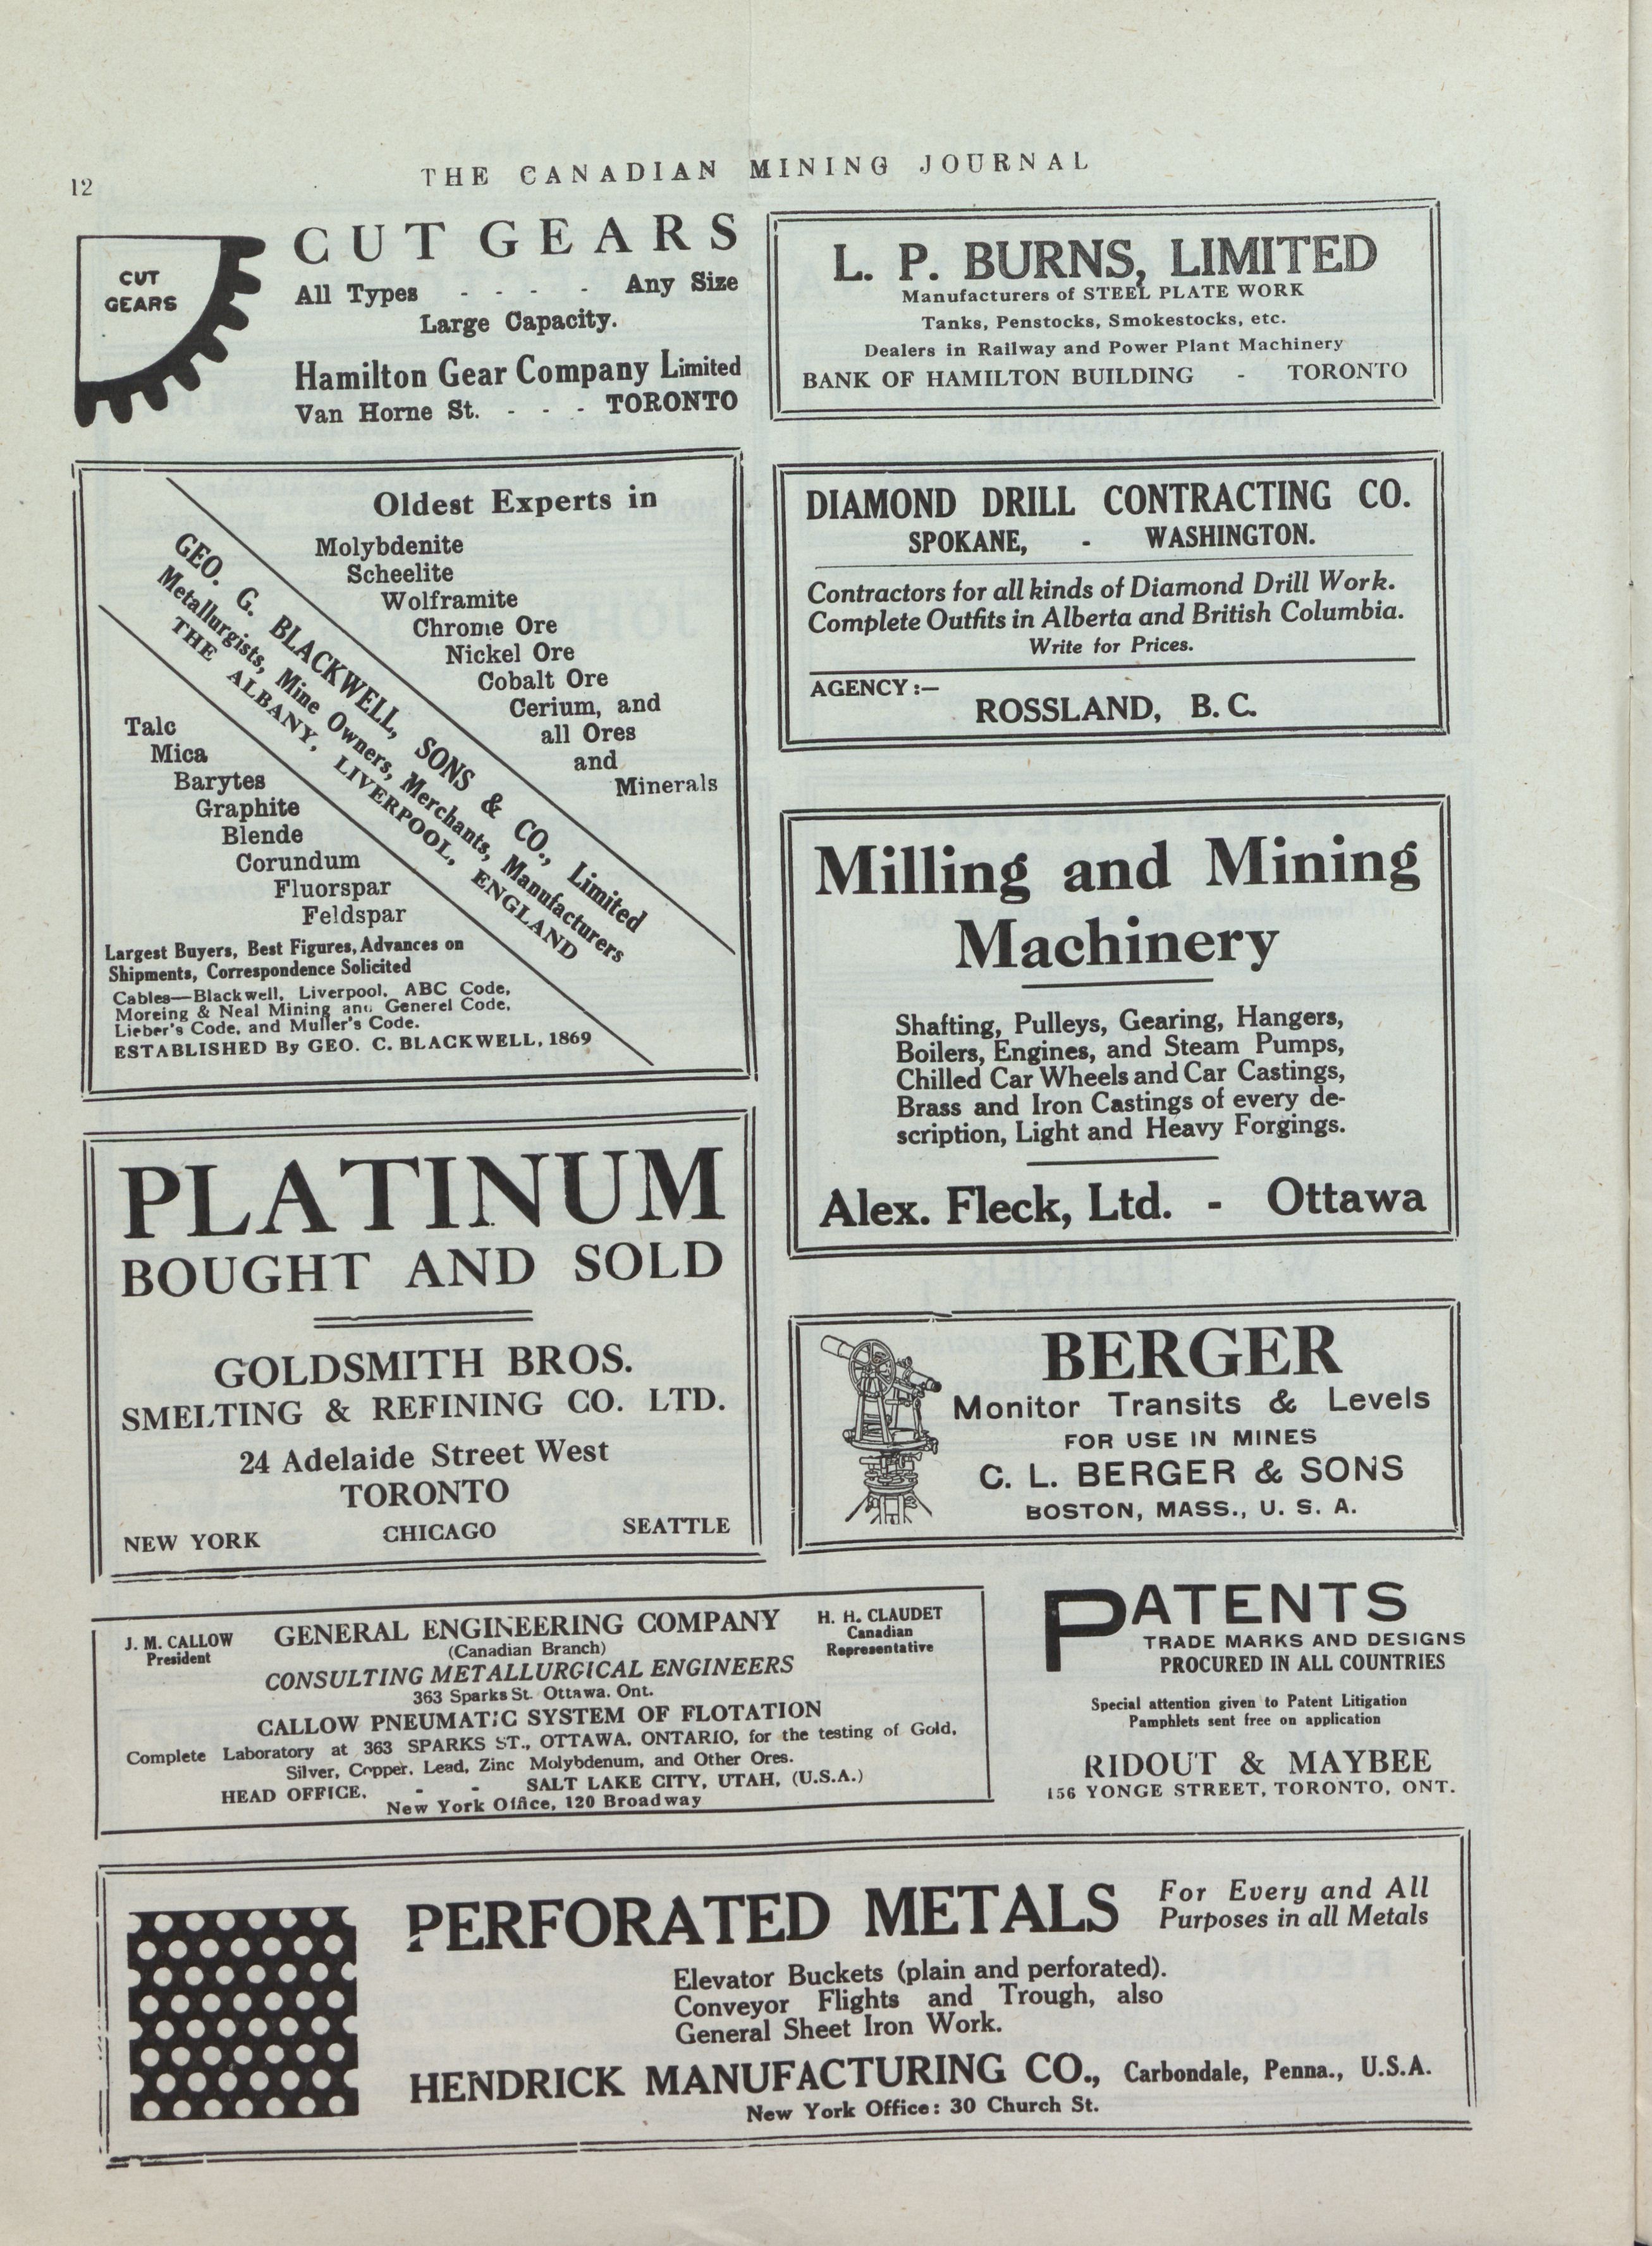 12
THE CANADIAN MINING JOURNAL
CUT
GEARS
CUT GEARS
All Types - - - - Any Size
Large Capacity.
Hamilton Gear Company Limited
Van Horne St. - - - TORONTO
L. P. BURNS, LIMITED
Manufacturers of STEEL PLATE WORK
Tanks, Penstocks, Smokestocks, etc.
Dealers in Railway and Power Plant Machinery
BANK OF HAMILTON BUILDING - TORONTO
Oldest Experts in
Molybdenite
Scheelite
Wolframite
Chrome Ore
Nickel Ore
Cobalt Ore
Cerium, and
all Ores
and
Minerals
GEO. G. BLACKWELL, SONS & CO., Limited
Metallurgists, Mine Owners, Merchants, Manufacturers
THE ALBANY, LIVERPOOL, ENGLAND
Talc
Mica
Barytes
Graphite
Blende
Corundum
Fluorspar
Feldspar
Largest Buyers, Best Figures, Advances on
Shipments, Correspondence Solicited
Cables—Blackwell, Liverpool, ABC Code,
Moreing & Neal Mining and Generel Code,
Lieber's Code, and Muller's Code.
ESTABLISHED By GEO. C. BLACKWELL, 1869
DIAMOND DRILL CONTRACTING CO.
SPOKANE, - WASHINGTON.
Contractors for all kinds of Diamond Drill Work.
Complete Outfits in Alberta and British Columbia.
Write for Prices.
AGENCY :—
ROSSLAND, B. C.
Milling and Mining
Machinery
Shafting, Pulleys, Gearing, Hangers,
Boilers, Engines, and Steam Pumps,
Chilled Car Wheels and Car Castings,
Brass and Iron Castings of every de-
scription, Light and Heavy Forgings.
Alex. Fleck, Ltd. - Ottawa
PLATINUM
BOUGHT AND SOLD
GOLDSMITH BROS.
SMELTING & REFINING CO. LTD.
24 Adelaide Street West
TORONTO
NEW YORK CHICAGO SEATTLE
BERGER
Monitor Transits & Levels
FOR USE IN MINES
C. L. BERGER & SONS
BOSTON, MASS., U. S. A.
J. M. CALLOW
President
GENERAL ENGINEERING COMPANY
(Canadian Branch)
H. H. CLAUDET
Canadian
Representative
CONSULTING METALLURGICAL ENGINEERS
363 Sparks St. Ottawa. Ont.
CALLOW PNEUMATIC SYSTEM OF FLOTATION
Complete Laboratory at 363 SPARKS ST., OTTAWA, ONTARIO, for the testing of Gold,
Silver, Copper, Lead, Zinc Molybdenum, and Other Ores.
HEAD OFFICE, - - SALT LAKE CITY, UTAH, (U.S.A.)
New York Office, 120 Broadway
PATENTS
TRADE MARKS AND DESIGNS
PROCURED IN ALL COUNTRIES
Special attention given to Patent Litigation
Pamphlets sent free on application
RIDOUT & MAYBEE
156 YONGE STREET, TORONTO, ONT.
PERFORATED METALS
For Every and All
Purposes in all Metals
Elevator Buckets (plain and perforated).
Conveyor Flights and Trough, also
General Sheet Iron Work.
HENDRICK MANUFACTURING CO., Carbondale, Penna., U.S.A.
New York Office: 30 Church St.